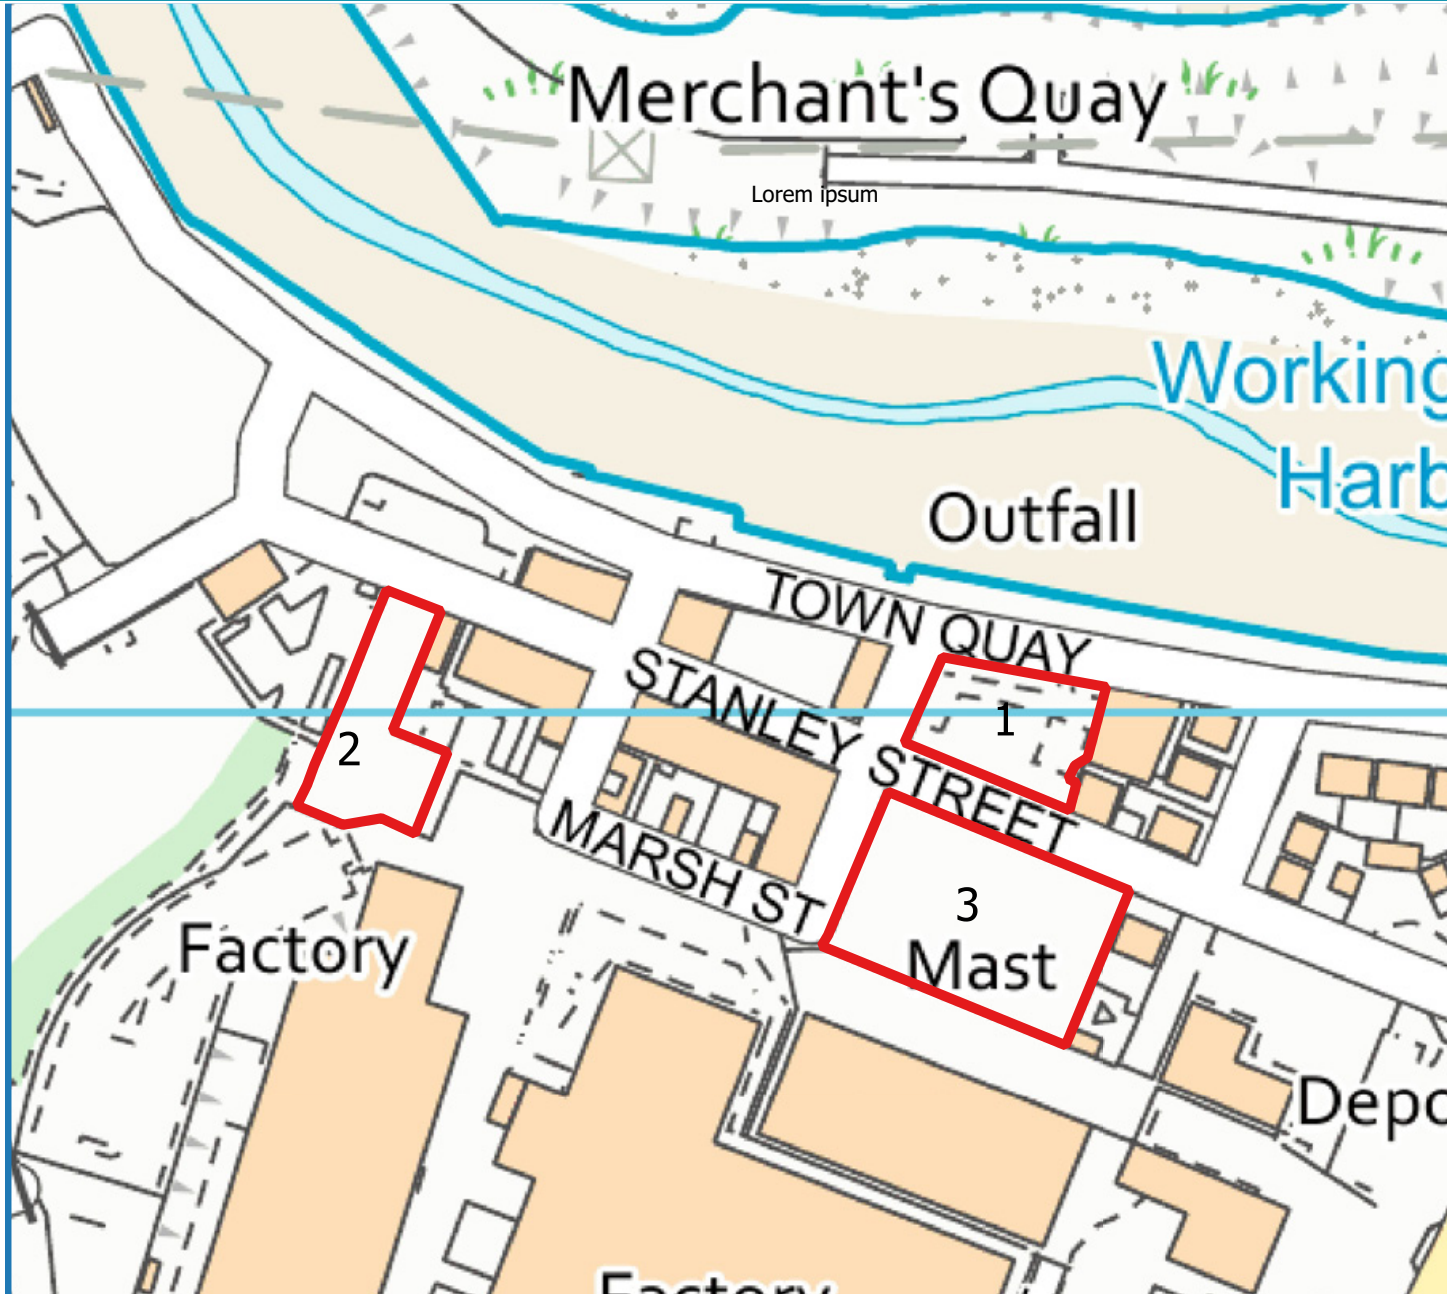 Merchant's Quay
Lorem ipsum
Working
Harb
Outfall
TOWN QUAY
STANLEY STREET
1
2
MARSH ST
3
Mast
Factory
Depo
Factory